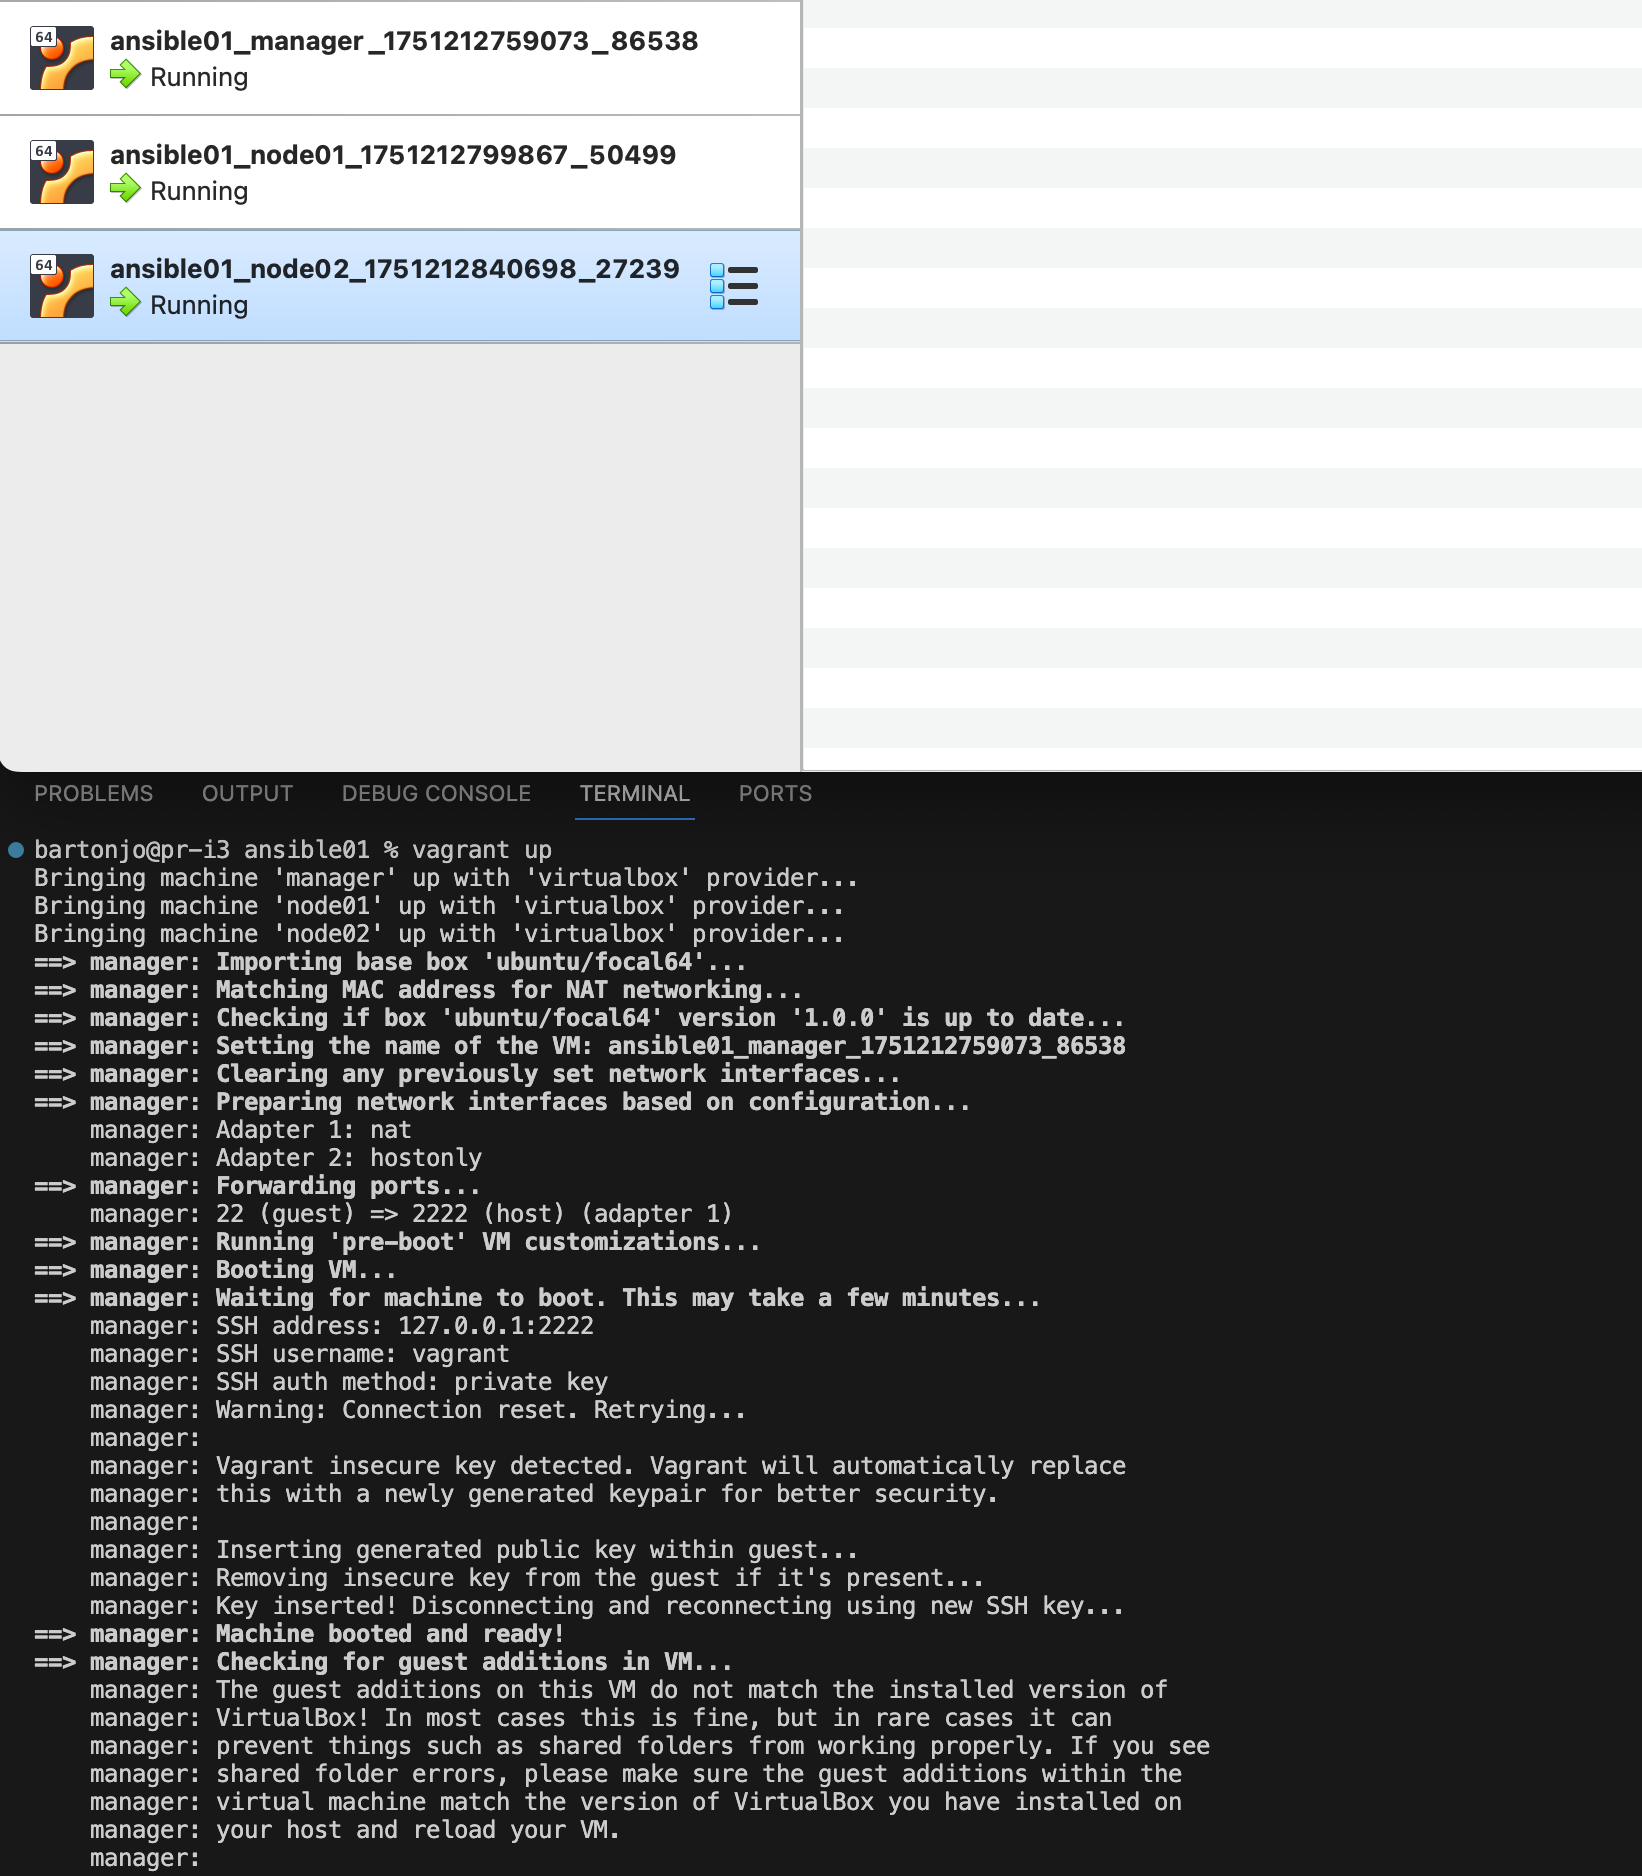 64
ansible01_manager_1751212759073_86538
Running
64
ansible01_node01_1751212799867_50499
Running
64
ansible01_node02_1751212840698_27239
Running
PROBLEMS OUTPUT DEBUG CONSOLE TERMINAL PORTS
bartonjo@pr-i3 ansible01 % vagrant up
Bringing machine 'manager' up with 'virtualbox' provider...
Bringing machine 'node01' up with 'virtualbox' provider...
Bringing machine 'node02' up with 'virtualbox' provider...
==> manager: Importing base box 'ubuntu/focal64'...
==> manager: Matching MAC address for NAT networking...
==> manager: Checking if box 'ubuntu/focal64' version '1.0.0' is up to date...
==> manager: Setting the name of the VM: ansible01_manager_1751212759073_86538
==> manager: Clearing any previously set network interfaces...
==> manager: Preparing network interfaces based on configuration...
manager: Adapter 1: nat
manager: Adapter 2: hostonly
==> manager: Forwarding ports...
manager: 22 (guest) => 2222 (host) (adapter 1)
==> manager: Running 'pre-boot' VM customizations...
==> manager: Booting VM...
==> manager: Waiting for machine to boot. This may take a few minutes...
manager: SSH address: 127.0.0.1:2222
manager: SSH username: vagrant
manager: SSH auth method: private key
manager: Warning: Connection reset. Retrying...
manager:
manager: Vagrant insecure key detected. Vagrant will automatically replace
manager: this with a newly generated keypair for better security.
manager:
manager: Inserting generated public key within guest...
manager: Removing insecure key from the guest if it's present...
manager: Key inserted! Disconnecting and reconnecting using new SSH key...
==> manager: Machine booted and ready!
==> manager: Checking for guest additions in VM...
manager: The guest additions on this VM do not match the installed version of
manager: VirtualBox! In most cases this is fine, but in rare cases it can
manager: prevent things such as shared folders from working properly. If you see
manager: shared folder errors, please make sure the guest additions within the
manager: virtual machine match the version of VirtualBox you have installed on
manager: your host and reload your VM.
manager: